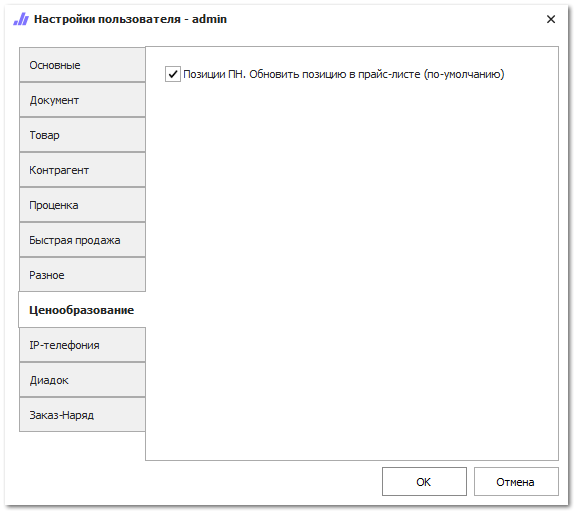 Настройки пользователя - admin
Основные
Документ
Товар
Контрагент
Проценка
Быстрая продажа
Разное
Ценообразование
IP-телефония
Диадок
Заказ-Наряд
Позиции ПН. Обновить позицию в прайс-листе (по-умолчанию)
OK
Отмена